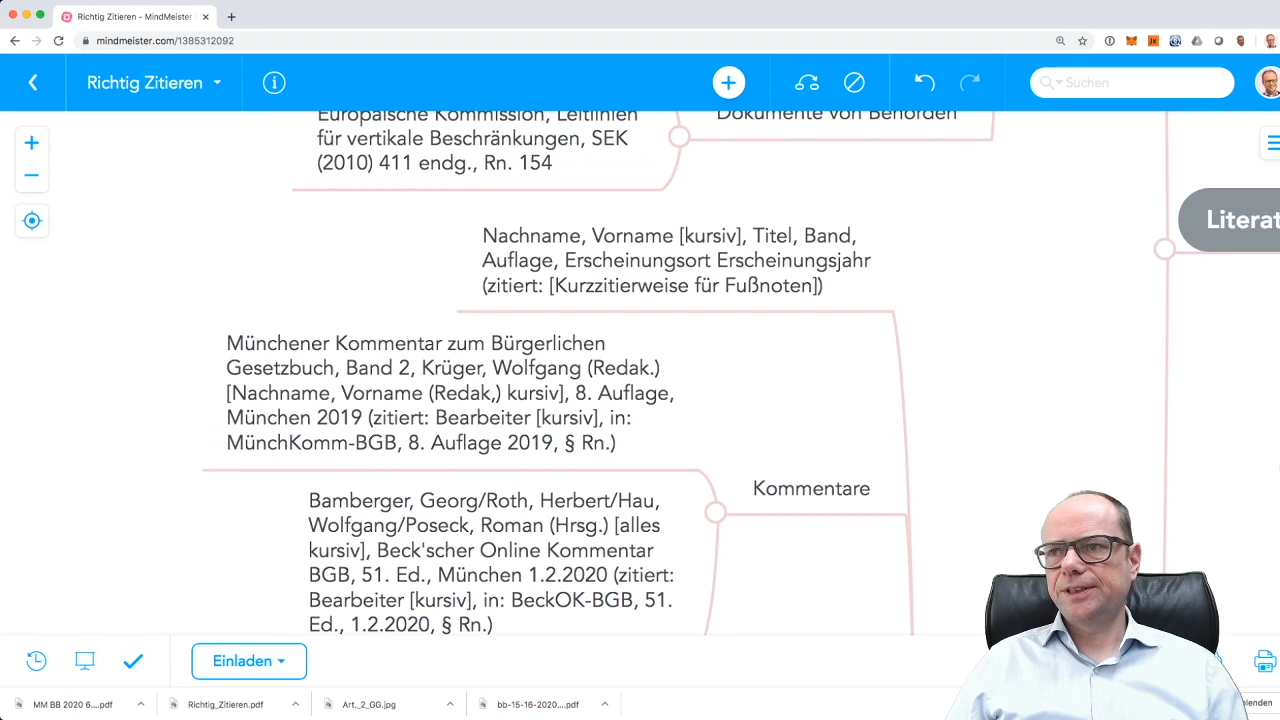 Richtig Zitieren - MindMeister
mindmeister.com/1385312092
Richtig Zitieren
Suchen
Europäische Kommission, Leitlinien
für vertikale Beschränkungen, SEK
(2010) 411 endg., Rn. 154
Dokumente von Behörden
Literat
Nachname, Vorname [kursiv], Titel, Band,
Auflage, Erscheinungsort Erscheinungsjahr
(zitiert: [Kurzzitierweise für Fußnoten])
Münchener Kommentar zum Bürgerlichen
Gesetzbuch, Band 2, Krüger, Wolfgang (Redak.)
[Nachname, Vorname (Redak,) kursiv], 8. Auflage,
München 2019 (zitiert: Bearbeiter [kursiv], in:
MünchKomm-BGB, 8. Auflage 2019, § Rn.)
Kommentare
Bamberger, Georg/Roth, Herbert/Hau,
Wolfgang/Poseck, Roman (Hrsg.) [alles
kursiv], Beck'scher Online Kommentar
BGB, 51. Ed., München 1.2.2020 (zitiert:
Bearbeiter [kursiv], in: BeckOK-BGB, 51.
Ed., 1.2.2020, § Rn.)
Einladen
MM BB 2020 6....pdf
Richtig_Zitieren.pdf
Art._2_GG.jpg
bb-15-16-2020....pdf